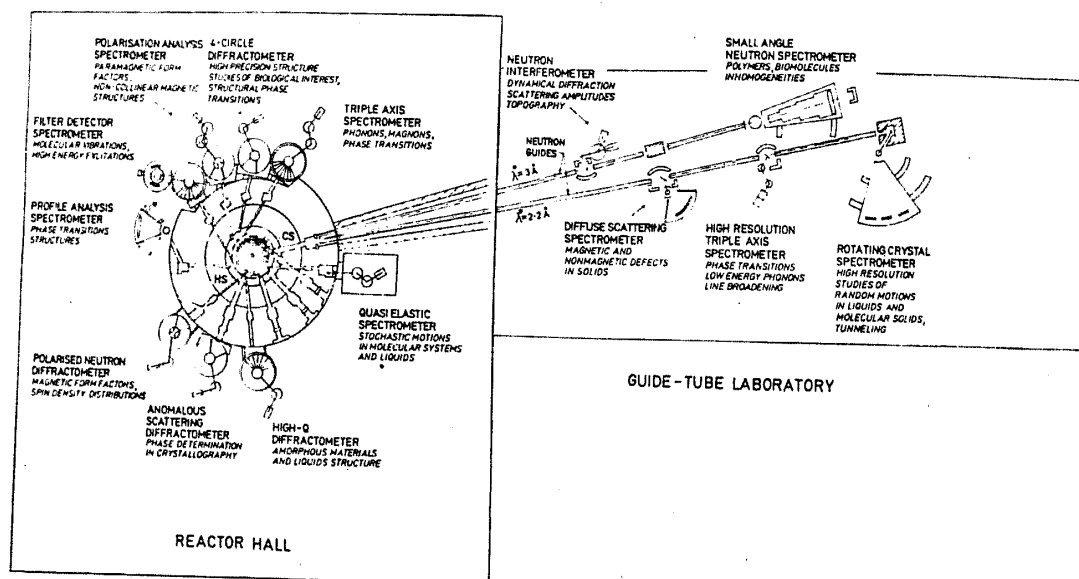 POLARISATION ANALYSIS
SPECTROMETER
PARAMAGNETIC FORM
FACTORS,
NON-COLLINEAR MAGNETIC
STRUCTURES
4-CIRCLE
DIFFRACTOMETER
HIGH PRECISION STRUCTURE
STUDIES OF BIOLOGICAL INTEREST,
STRUCTURAL PHASE
TRANSITIONS
TRIPLE AXIS
SPECTROMETER
PHONONS, MAGNONS,
PHASE TRANSITIONS
FILTER DETECTOR
SPECTROMETER
MOLECULAR VIBRATIONS,
HIGH ENERGY
PROFILE ANALYSIS
SPECTROMETER
PHASE TRANSITIONS
STRUCTURES
CS
HS
QUASI ELASTIC
SPECTROMETER
STOCHASTIC MOTIONS
IN MOLECULAR SYSTEMS
AND LIQUIDS
POLARISED NEUTRON
DIFFRACTOMETER
MAGNETIC FORM FACTORS,
SPIN DENSITY DISTRIBUTIONS
ANOMALOUS
SCATTERING
DIFFRACTOMETER
PHASE DETERMINATION
IN CRYSTALLOGRAPHY
HIGH-Q
DIFFRACTOMETER
AMORPHOUS MATERIALS
AND LIQUIDS STRUCTURE
REACTOR HALL
NEUTRON
INTERFEROMETER
DYNAMICAL DIFFRACTION
SCATTERING AMPLITUDES
TOPOGRAPHY
SMALL ANGLE
NEUTRON SPECTROMETER
POLYMERS, BIOMOLECULES
INHOMOGENEITIES
NEUTRON
GUIDES
λ=3Å
λ=2·2Å
DIFFUSE SCATTERING
SPECTROMETER
MAGNETIC AND
NONMAGNETIC DEFECTS
IN SOLIDS
HIGH RESOLUTION
TRIPLE AXIS
SPECTROMETER
PHASE TRANSITIONS
LOW ENERGY PHONONS
LINE BROADENING
ROTATING CRYSTAL
SPECTROMETER
HIGH RESOLUTION
STUDIES OF
RANDOM MOTIONS
IN LIQUIDS AND
MOLECULAR SOLIDS,
TUNNELING
GUIDE-TUBE LABORATORY